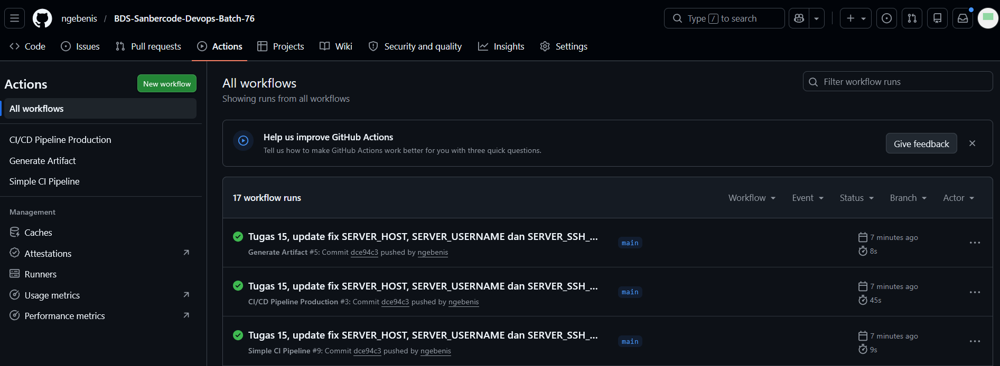 ngebenis / BDS-Sanbercode-Devops-Batch-76
Type / to search
Code
Issues
Pull requests
Actions
Projects
Wiki
Security and quality
Insights
Settings
Actions
New workflow
All workflows
CI/CD Pipeline Production
Generate Artifact
Simple CI Pipeline
Management
Caches
Attestations
Runners
Usage metrics
Performance metrics
All workflows
Showing runs from all workflows
Filter workflow runs
Help us improve GitHub Actions
Tell us how to make GitHub Actions work better for you with three quick questions.
Give feedback
17 workflow runs
Workflow
Event
Status
Branch
Actor
Tugas 15, update fix SERVER_HOST, SERVER_USERNAME dan SERVER_SSH_...
Generate Artifact #5: Commit dce94c3 pushed by ngebenis
main
7 minutes ago
8s
Tugas 15, update fix SERVER_HOST, SERVER_USERNAME dan SERVER_SSH_...
CI/CD Pipeline Production #3: Commit dce94c3 pushed by ngebenis
main
7 minutes ago
45s
Tugas 15, update fix SERVER_HOST, SERVER_USERNAME dan SERVER_SSH_...
Simple CI Pipeline #9: Commit dce94c3 pushed by ngebenis
main
7 minutes ago
9s